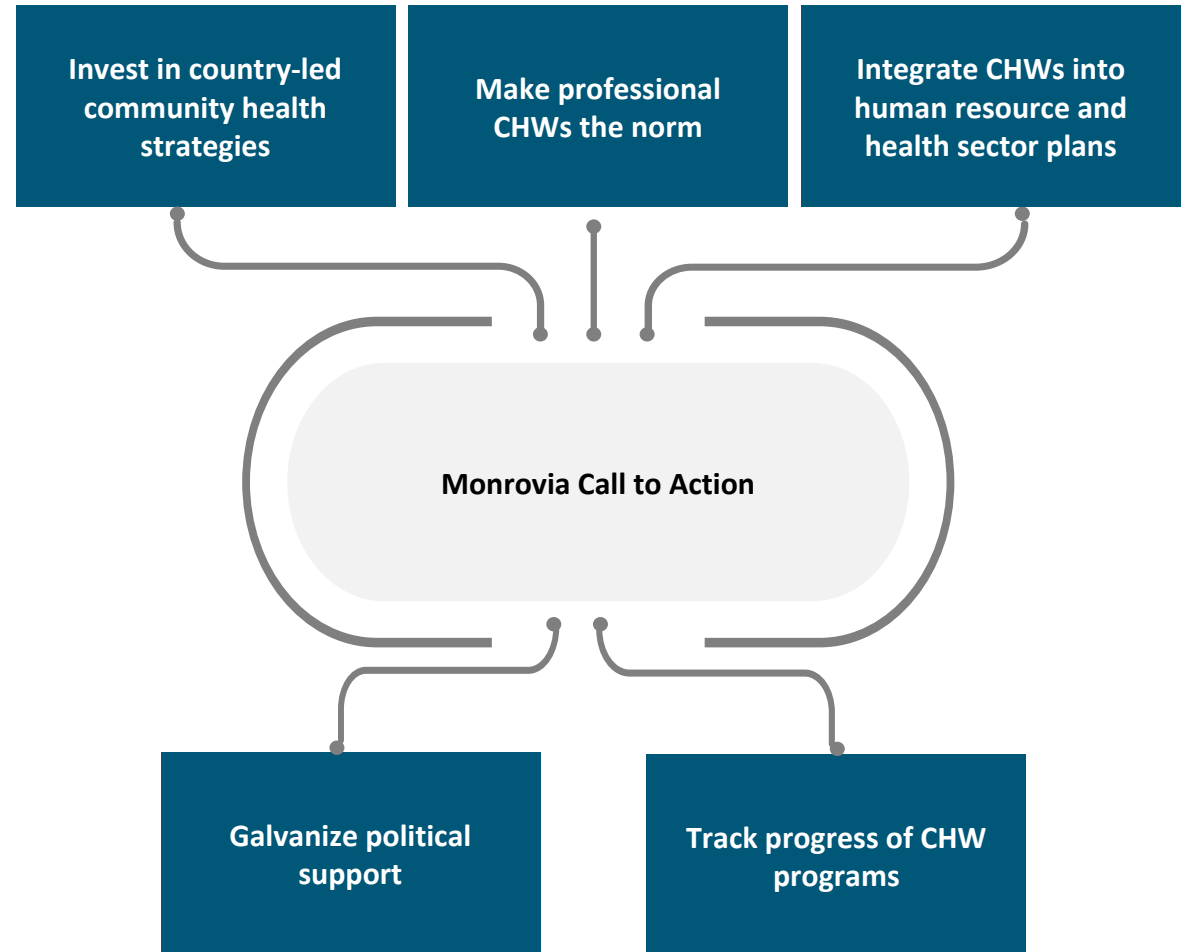 Invest in country-led
community health
strategies
Make professional
CHWs the norm
Integrate CHWs into
human resource and
health sector plans
Monrovia Call to Action
Galvanize political
support
Track progress of CHW
programs